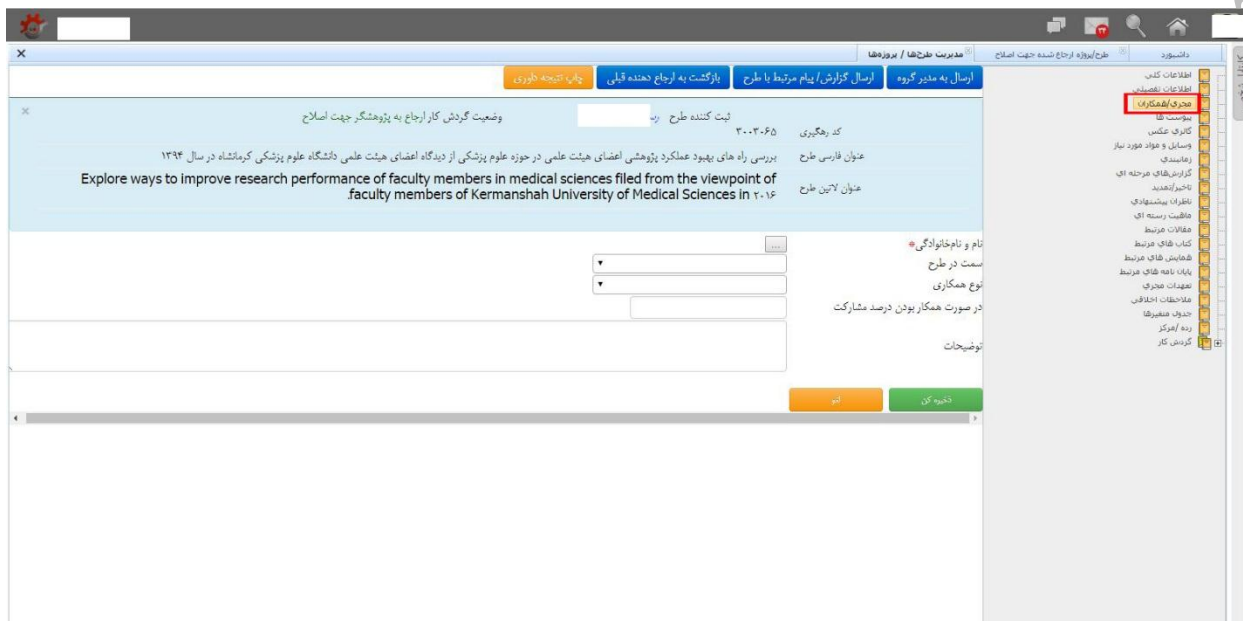 داشبورد
طرح/پروژه ارجاع شده جهت اصلاح
مدیریت طرح‌ها / پروژه‌ها
اطلاعات کلی
اطلاعات تفصیلی
مجری/همکاران
پیوست ها
گالری عکس
وسایل و مواد مورد نیاز
زمانبندی
گزارش‌های مرحله ای
تاخیر/تمدید
ناظران پیشنهادی
ماهیت رسته ای
مقالات مرتبط
کتاب های مرتبط
همایش های مرتبط
پایان نامه های مرتبط
تعهدات مجری
ملاحظات اخلاقی
جدول متغیرها
رده /مرکز
گردش کار
ارسال به مدیر گروه
ارسال گزارش/ پیام مرتبط با طرح
بازگشت به ارجاع دهنده قبلی
چاپ نتیجه داوری
ثبت کننده طرح
وضعیت گردش کار ارجاع به پژوهشگر جهت اصلاح
کد رهگیری ۳۰۰۳۰۶۵
عنوان فارسی طرح بررسی راه های بهبود عملکرد پژوهشی اعضای هیئت علمی در حوزه علوم پزشکی از دیدگاه اعضای هیئت علمی دانشگاه علوم پزشکی کرمانشاه در سال ۱۳۹۴
عنوان لاتین طرح
Explore ways to improve research performance of faculty members in medical sciences filed from the viewpoint of
.faculty members of Kermanshah University of Medical Sciences in ۲۰۱۶
نام و نام‌خانوادگی
...
سمت در طرح
نوع همکاری
در صورت همکار بودن درصد مشارکت
توضیحات
ذخیره کن
لغو